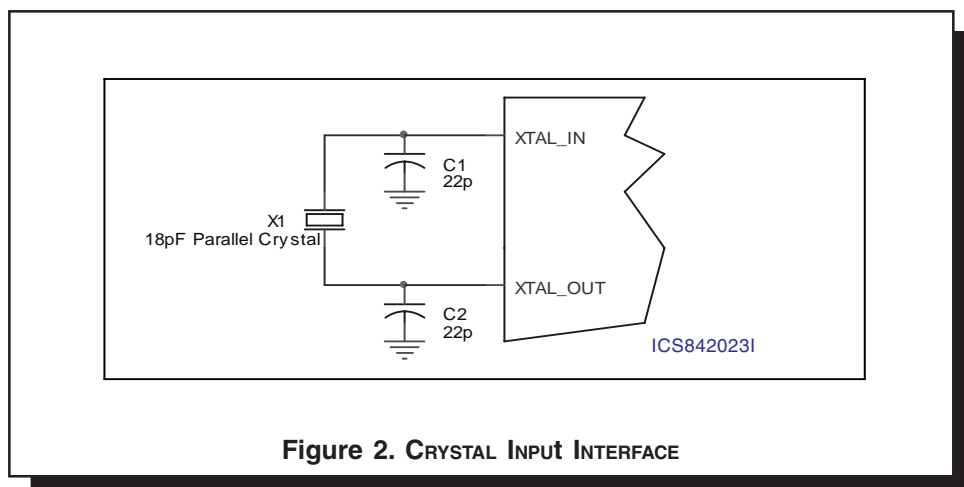 XTAL_IN
C1
22p
X1
18pF Parallel Crystal
XTAL_OUT
C2
22p
ICS842023I
Figure 2. CRYSTAL INPUt INTERFACE